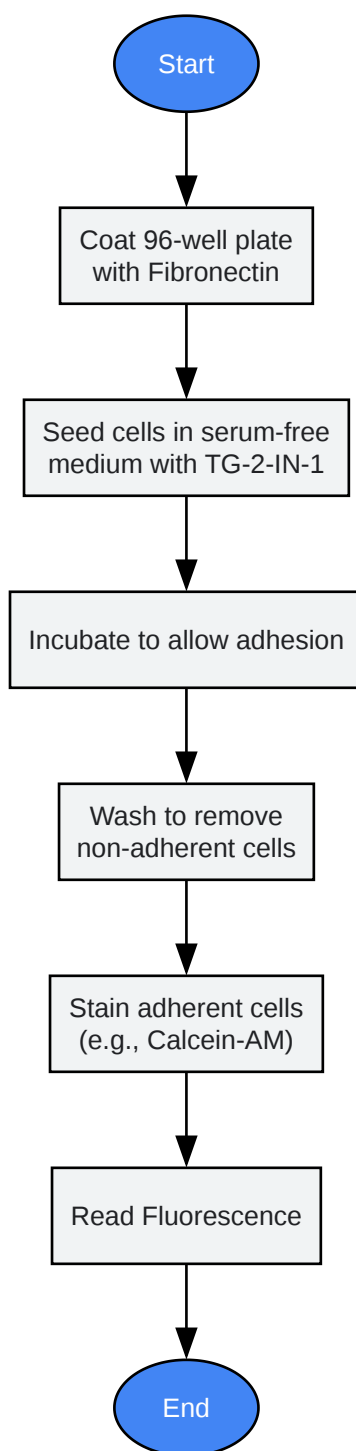 Start
Coat 96-well plate
with Fibronectin
Seed cells in serum-free
medium with TG-2-IN-1
Incubate to allow adhesion
Wash to remove
non-adherent cells
Stain adherent cells
(e.g., Calcein-AM)
Read Fluorescence
End